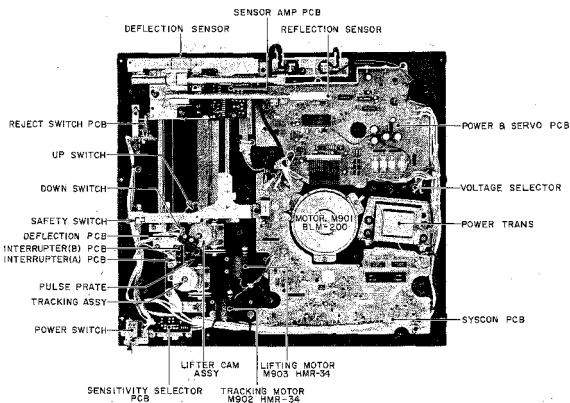 SENSOR AMP PCB
DEFLECTION SENSOR
REFLECTION SENSOR
REJECT SWITCH PCB
POWER & SERVO PCB
UP SWITCH
DOWN SWITCH
VOLTAGE SELECTOR
SAFETY SWITCH
MOTOR M901
BLM-200
POWER TRANS
DEFLECTION PCB
INTERRUPTER(B) PCB
INTERRUPTER(A) PCB
PULSE PRATE
TRACKING ASSY
POWER SWITCH
SYSCON PCB
LIFTER CAM
ASSY
LIFTING MOTOR
M903 HMR-34
SENSITIVITY SELECTOR
PCB
TRACKING MOTOR
M902 HMR-34